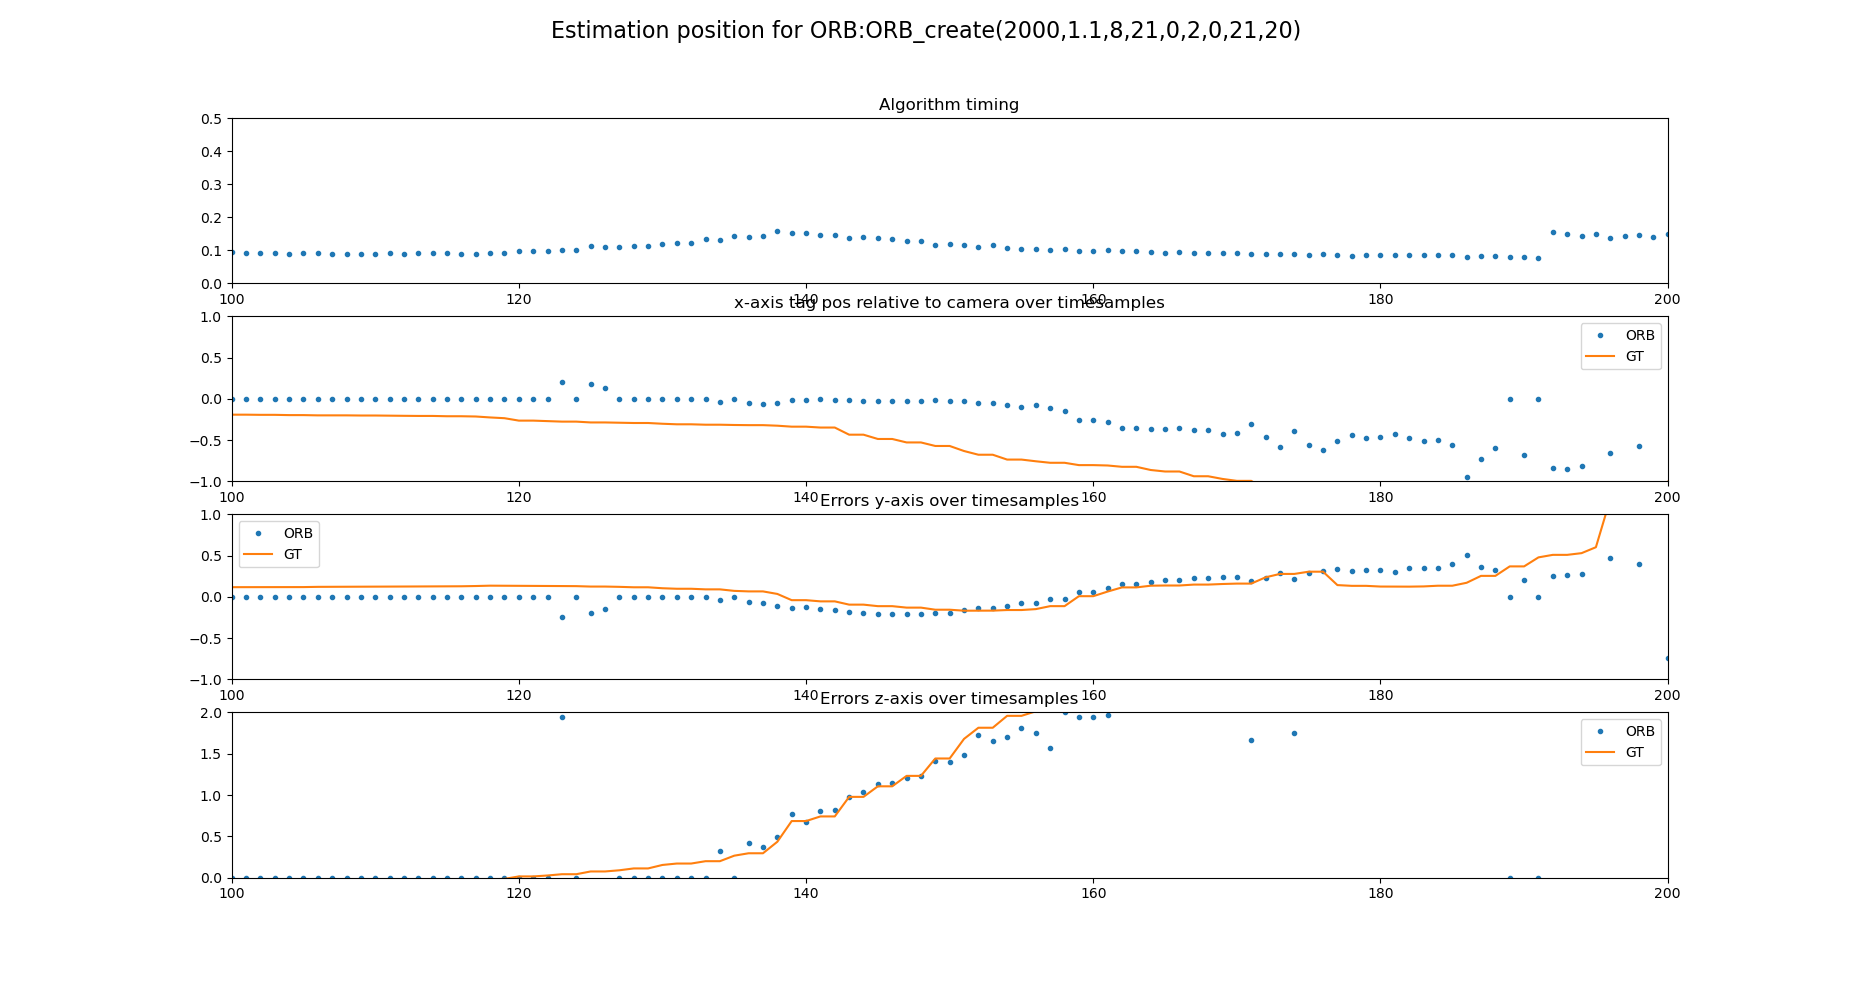 Estimation position for ORB:ORB_create(2000,1.1,8,21,0,2,0,21,20)
Algorithm timing
0.5
0.4
0.3
0.2
0.1
0.0
100 120 140 160 180 200
x-axis tag pos relative to camera over timesamples
1.0
0.5
0.0
−0.5
−1.0
ORB
GT
100 120 140 160 180 200
Errors y-axis over timesamples
1.0
0.5
0.0
−0.5
−1.0
ORB
GT
100 120 140 160 180 200
Errors z-axis over timesamples
2.0
1.5
1.0
0.5
0.0
ORB
GT
100 120 140 160 180 200